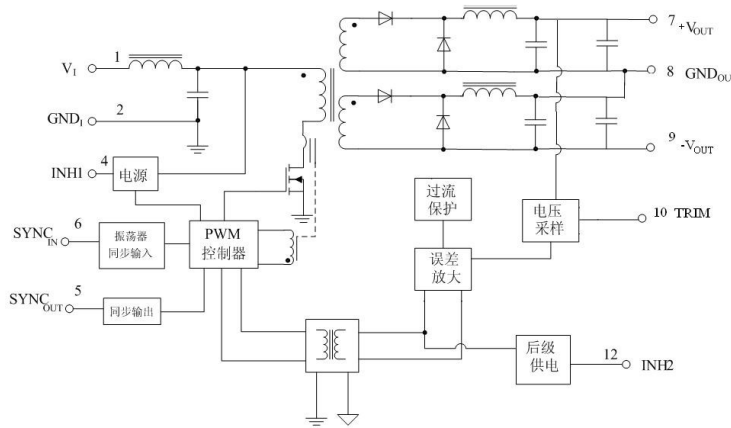 7 +VOUT
1
VI
8 GNDOU
2
GNDI
9 -VOUT
4
INH1
电源
过流
保护
6
SYNCIN
振荡器
同步输入
PWM
控制器
电压
采样
10 TRIM
误差
放大
5
SYNCOUT
同步输出
后级
供电
12 INH2